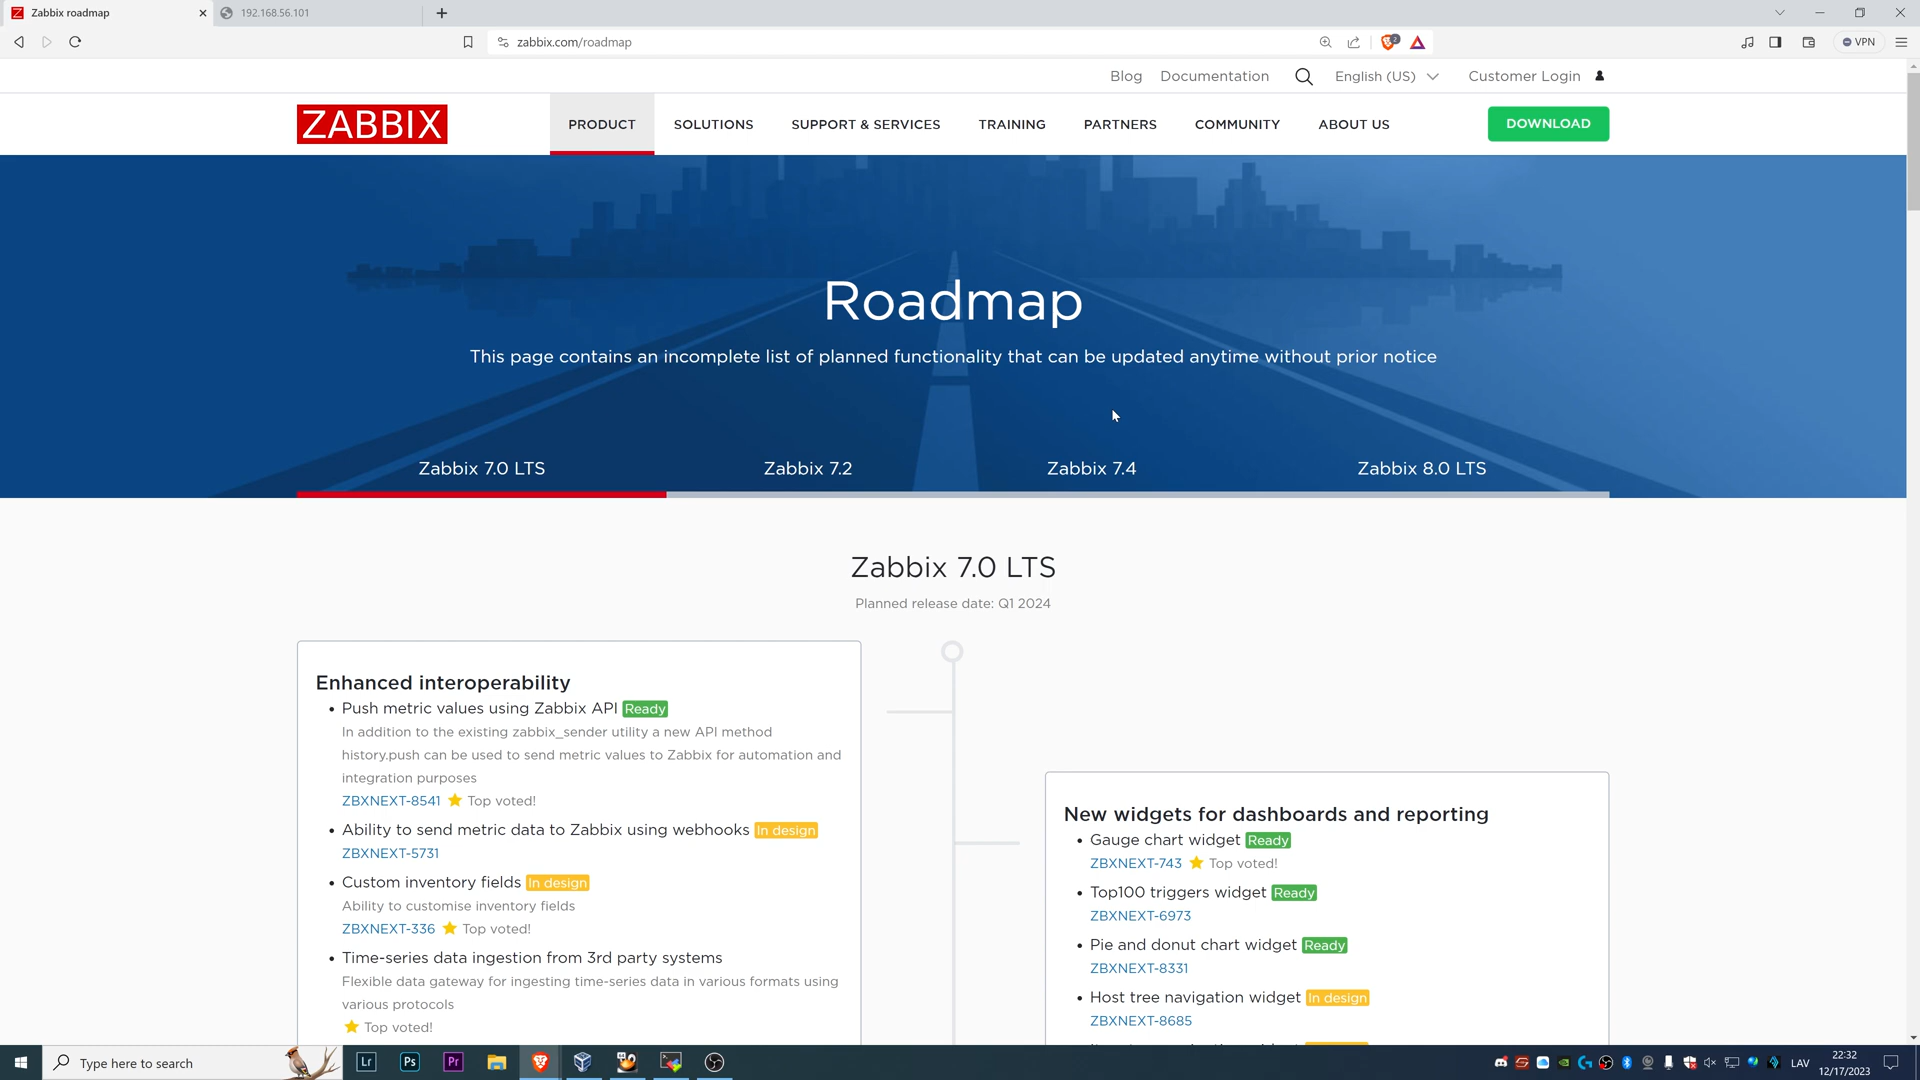 Zabbix roadmap
192.168.56.101
zabbix.com/roadmap
2
VPN
Blog
Documentation
English (US)
Customer Login
ZABBIX
PRODUCT
SOLUTIONS
SUPPORT & SERVICES
TRAINING
PARTNERS
COMMUNITY
ABOUT US
DOWNLOAD
Roadmap
This page contains an incomplete list of planned functionality that can be updated anytime without prior notice
Zabbix 7.0 LTS
Zabbix 7.2
Zabbix 7.4
Zabbix 8.0 LTS
Zabbix 7.0 LTS
Planned release date: Q1 2024
Enhanced interoperability
Push metric values using Zabbix API Ready
In addition to the existing zabbix_sender utility a new API method
history.push can be used to send metric values to Zabbix for automation and
integration purposes
ZBXNEXT-8541 Top voted!
Ability to send metric data to Zabbix using webhooks In design
ZBXNEXT-5731
Custom inventory fields In design
Ability to customise inventory fields
ZBXNEXT-336 Top voted!
Time-series data ingestion from 3rd party systems
Flexible data gateway for ingesting time-series data in various formats using
various protocols
Top voted!
New widgets for dashboards and reporting
Gauge chart widget Ready
ZBXNEXT-743 Top voted!
Top100 triggers widget Ready
ZBXNEXT-6973
Pie and donut chart widget Ready
ZBXNEXT-8331
Host tree navigation widget In design
ZBXNEXT-8685
Type here to search
Lr
Ps
Pr
LAV
22:32
12/17/2023